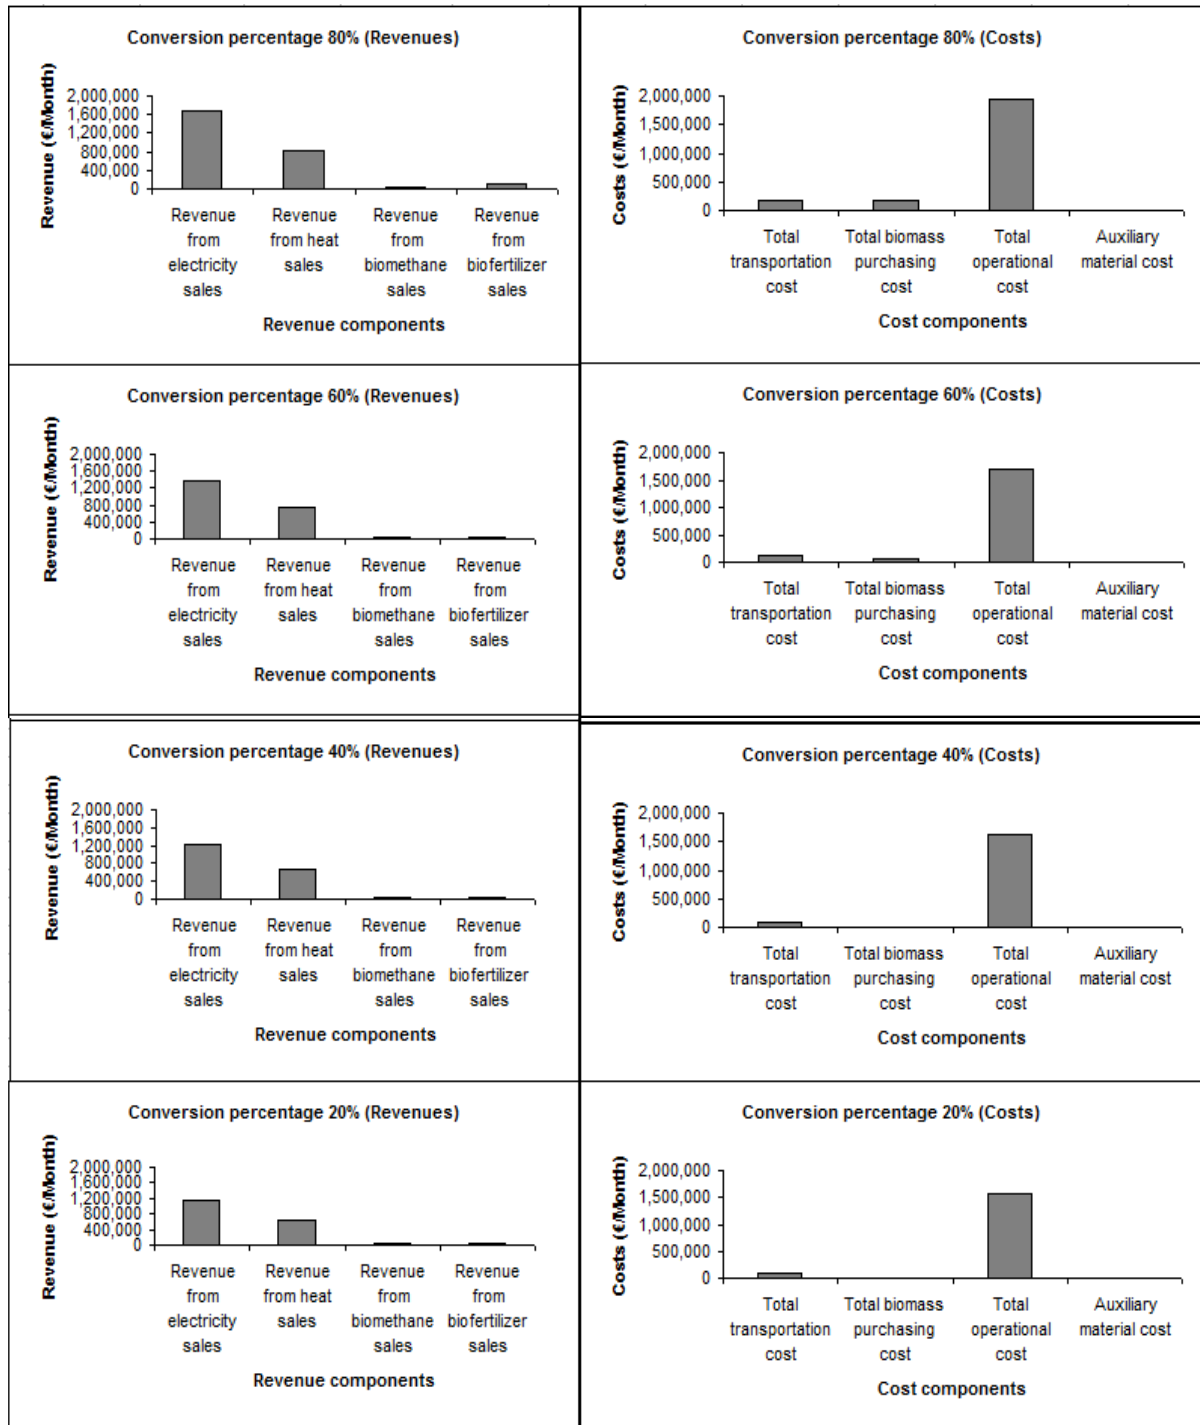 Conversion percentage 80% (Revenues)
Revenue (€/Month)
2,000,000
1,600,000
1,200,000
800,000
400,000
0
Revenue from electricity sales
Revenue from heat sales
Revenue from biomethane sales
Revenue from biofertilizer sales
Revenue components
Conversion percentage 80% (Costs)
Costs (€/Month)
2,000,000
1,500,000
1,000,000
500,000
0
Total transportation cost
Total biomass purchasing cost
Total operational cost
Auxiliary material cost
Cost components
Conversion percentage 60% (Revenues)
Revenue (€/Month)
2,000,000
1,600,000
1,200,000
800,000
400,000
0
Revenue from electricity sales
Revenue from heat sales
Revenue from biomethane sales
Revenue from biofertilizer sales
Revenue components
Conversion percentage 60% (Costs)
Costs (€/Month)
2,000,000
1,500,000
1,000,000
500,000
0
Total transportation cost
Total biomass purchasing cost
Total operational cost
Auxiliary material cost
Cost components
Conversion percentage 40% (Revenues)
Revenue (€/Month)
2,000,000
1,600,000
1,200,000
800,000
400,000
0
Revenue from electricity sales
Revenue from heat sales
Revenue from biomethane sales
Revenue from biofertilizer sales
Revenue components
Conversion percentage 40% (Costs)
Costs (€/Month)
2,000,000
1,500,000
1,000,000
500,000
0
Total transportation cost
Total biomass purchasing cost
Total operational cost
Auxiliary material cost
Cost components
Conversion percentage 20% (Revenues)
Revenue (€/Month)
2,000,000
1,600,000
1,200,000
800,000
400,000
0
Revenue from electricity sales
Revenue from heat sales
Revenue from biomethane sales
Revenue from biofertilizer sales
Revenue components
Conversion percentage 20% (Costs)
Costs (€/Month)
2,000,000
1,500,000
1,000,000
500,000
0
Total transportation cost
Total biomass purchasing cost
Total operational cost
Auxiliary material cost
Cost components